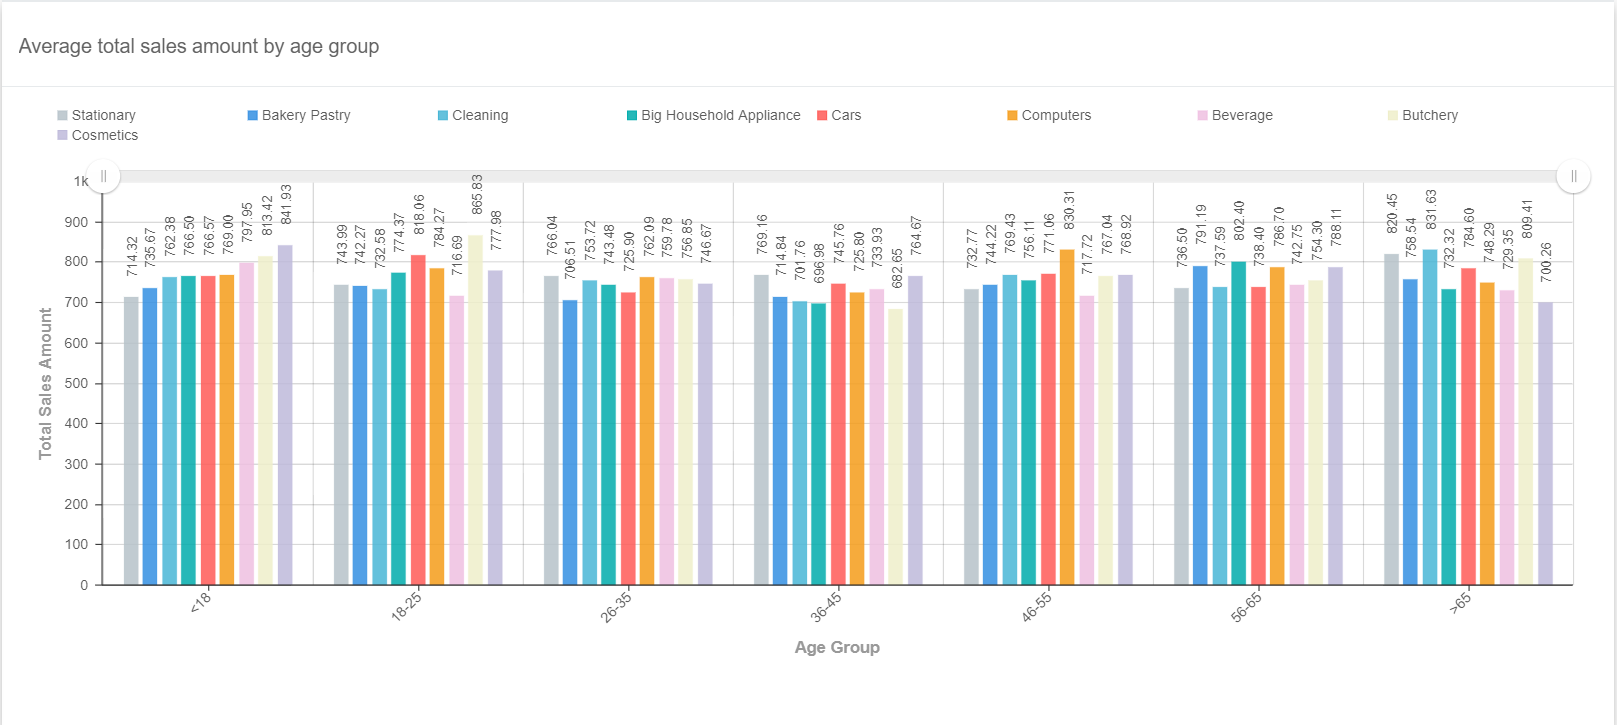 Average total sales amount by age group
Stationary Bakery Pastry Cleaning Big Household Appliance Cars Computers Beverage Butchery
Cosmetics
1k
900
800
700
600
500
400
300
200
100
0
Total Sales Amount
714.32 735.67 762.38 766.50 766.57 769.00 797.95 813.42 841.93
743.99 742.27 732.58 774.37 818.06 784.27 716.69 865.83 777.98
766.04 706.51 753.72 743.48 725.90 762.09 759.78 756.85 746.67
769.16 714.84 701.76 696.98 745.76 725.80 733.93 682.65 764.67
732.77 744.22 769.43 756.11 771.06 830.31 717.72 767.04 768.92
736.50 791.19 737.59 802.40 738.40 786.70 742.75 754.30 788.11
820.45 758.54 831.63 732.32 784.60 748.29 729.35 809.41 700.26
<18 18-25 26-35 36-45 46-55 56-65 >65
Age Group